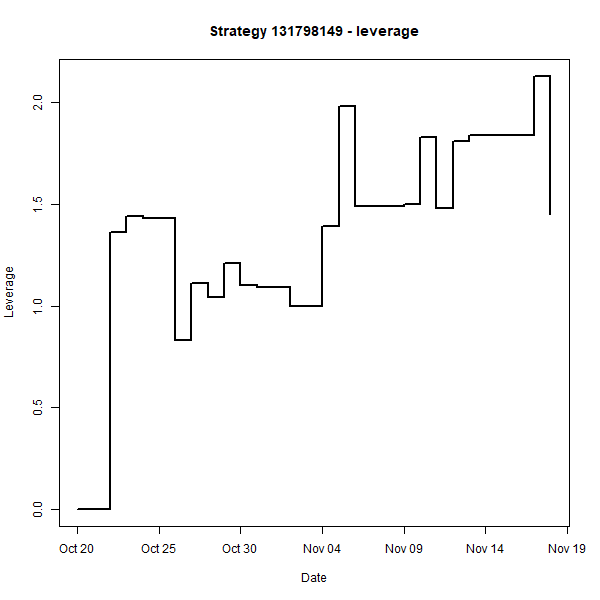 Strategy 131798149 - leverage
2.0
1.5
1.0
0.5
0.0
Leverage
Oct 20 Oct 25 Oct 30 Nov 04 Nov 09 Nov 14 Nov 19
Date